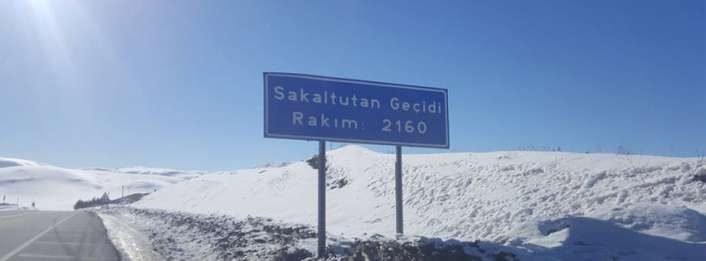 Sakaltutan Geçidi
Rakım: 2160